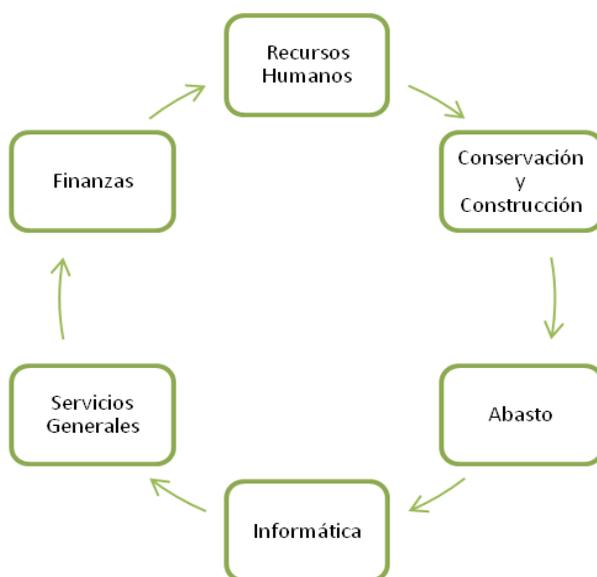 Recursos
Humanos
Conservación
y
Construcción
Abasto
Informática
Servicios
Generales
Finanzas